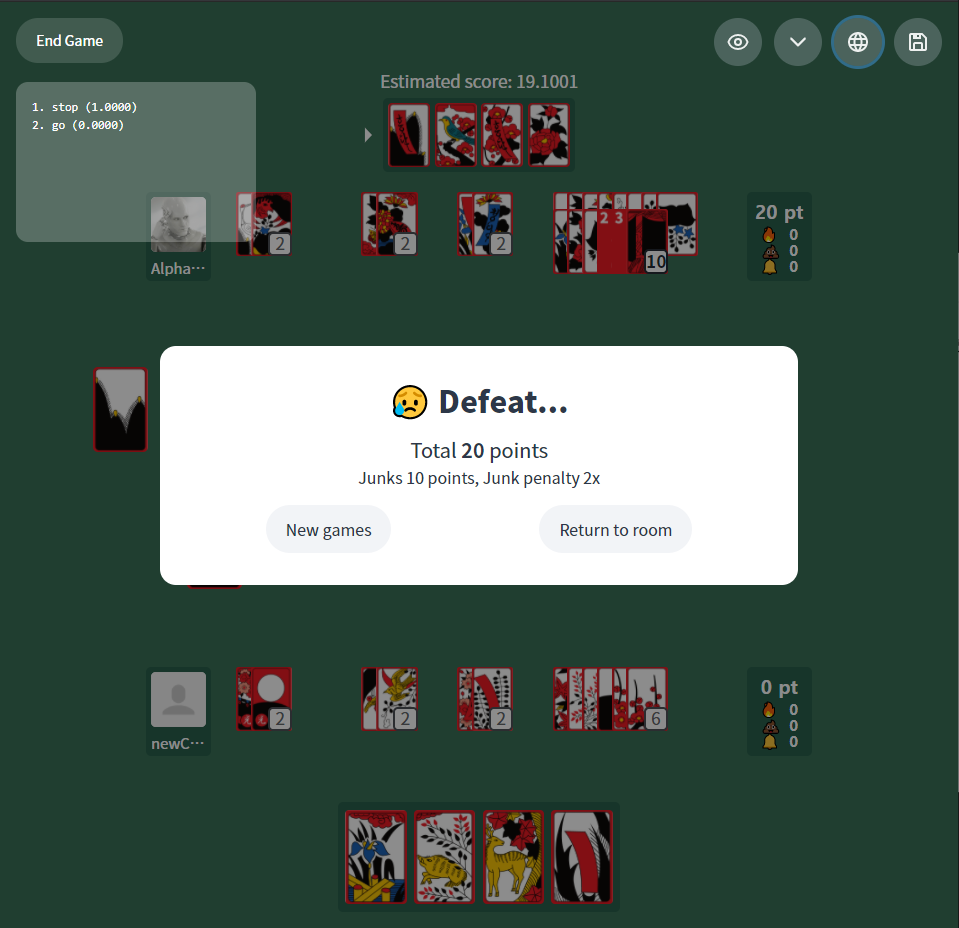 End Game
Estimated score: 19.1001
1. stop (1.0000)
2. go (0.0000)
2
2
2
2 3
10
20 pt
0
0
0
Alpha···
😥 Defeat...
Total 20 points
Junks 10 points, Junk penalty 2x
New games
Return to room
2
2
2
6
0 pt
0
0
0
newC···